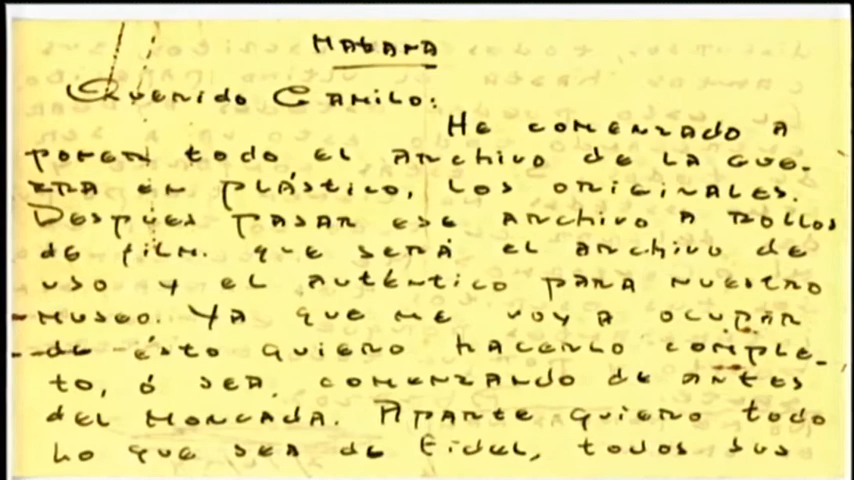 Habana
Querido Camilo:
He comenzado a
poner todo el archivo de la gue-
rra en plástico, los originales.
Después pasar ese archivo a rollos
de film. que será el archivo de
uso y el auténtico para nuestro
museo. Ya que me voy a ocupar
de ésto quiero hacerlo comple-
to, ó sea, comenzando de antes
del Moncada. Aparte quiero todo
lo que sea de Fidel, todos sus